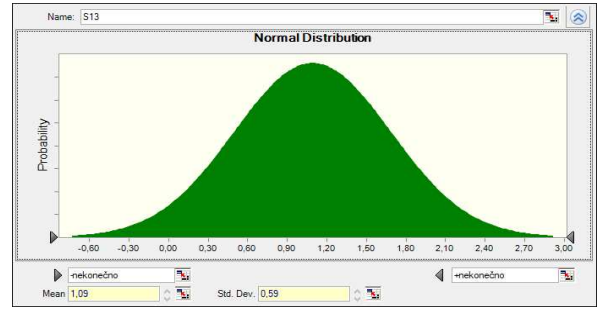 Name: S13
Normal Distribution
Probability
-0,60 -0,30 0,00 0,30 0,60 0,90 1,20 1,50 1,80 2,10 2,40 2,70 3,00
-nekonečno +nekonečno
Mean 1,09 Std. Dev. 0,59